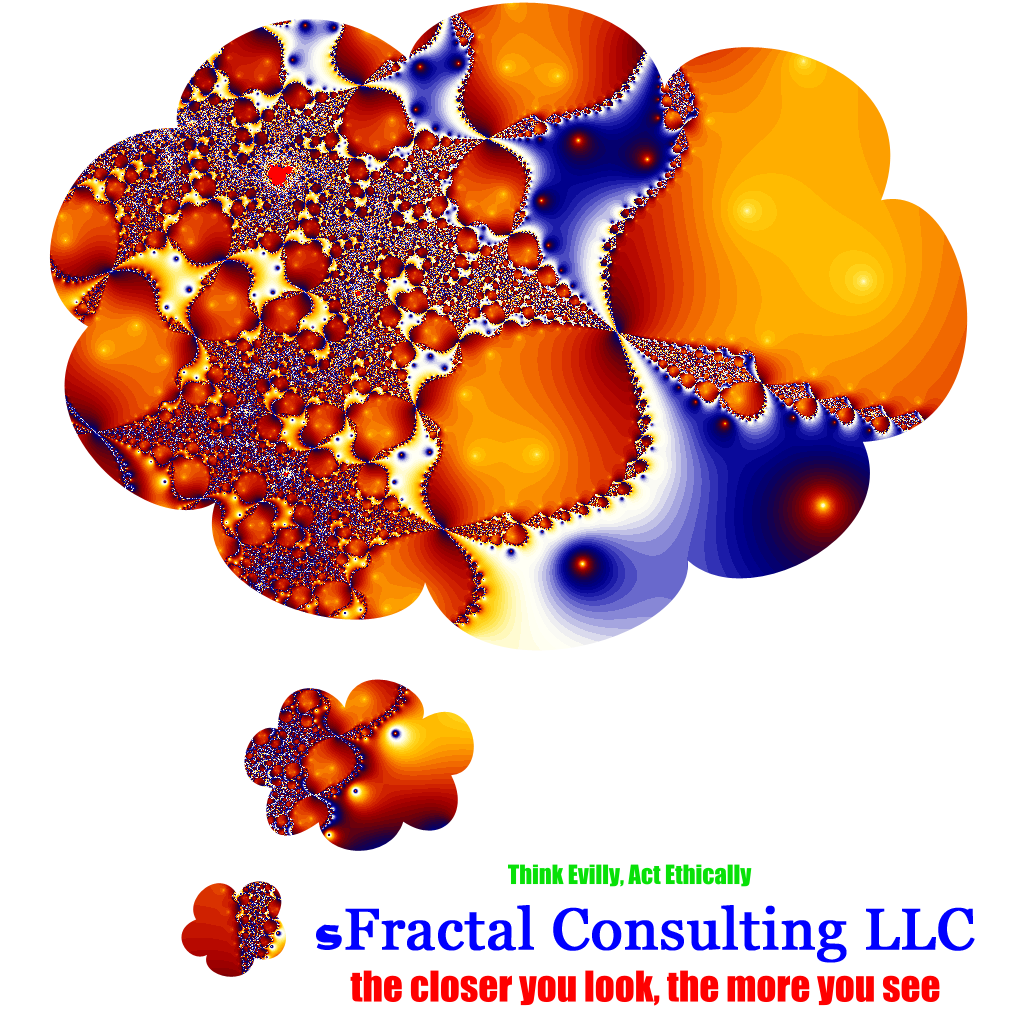 Think Evilly, Act Ethically
sFractal Consulting LLC
the closer you look, the more you see